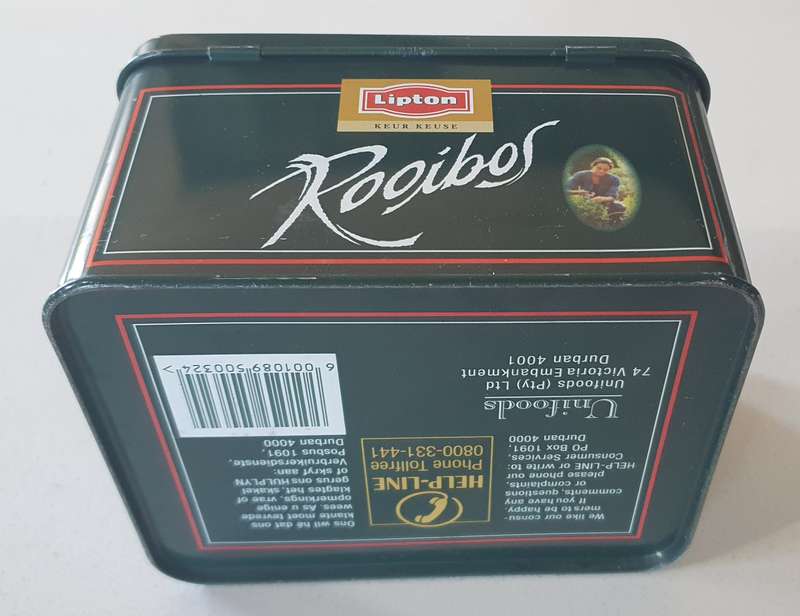 Lipton
KEUR KEUSE
Rooibos
Unifoods
Unifoods (Pty) Ltd
74 Victoria Embankment
Durban 4001
We like our consu-
mers to be happy.
If you have any
comments, questions
or complaints,
please phone our
HELP-LINE or write to:
Consumer Services,
PO Box 1091,
Durban 4000
HELP-LINE
Phone Tollfree
0800-331-441
Ons wil hê dat ons
klante moet tevrede
wees. As u enige
opmerkings, vrae of
klagtes het, skakel
gerus ons HULPLYN
of skryf aan:
Verbruikersdienste,
Posbus 1091,
Durban 4000
6 001089 500324 >